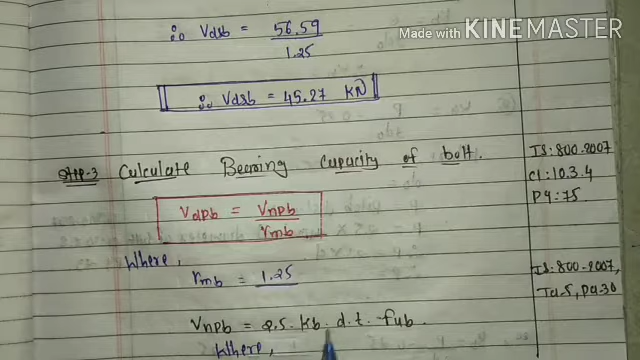 Made with KINEMASTER
∴ Vdsb = 56.59
1.25
∴ Vdsb = 45.27 KN
Step-3 Calculate Bearing Capacity of bolt.
IS:800-2007
Cl:10.3.4
Pg:75
Vdpb = Vnpb
γmb
Where,
γmb = 1.25
IS:800-2007,
Ta-5, Pg-30
Vnpb = 2.5. Kb. d. t. fub.
Where,